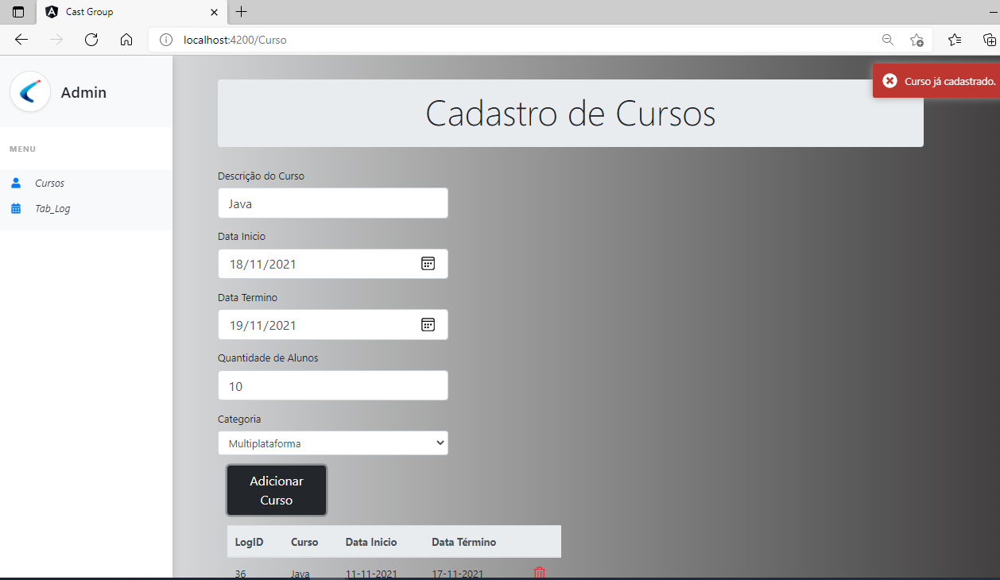 Cast Group
localhost:4200/Curso
Admin
Curso já cadastrado.
Cadastro de Cursos
MENU
Cursos
Tab_Log
Descrição do Curso
Java
Data Inicio
18/11/2021
Data Termino
19/11/2021
Quantidade de Alunos
10
Categoria
Multiplataforma
Adicionar
Curso
LogID Curso Data Inicio Data Término
36 Java 11-11-2021 17-11-2021